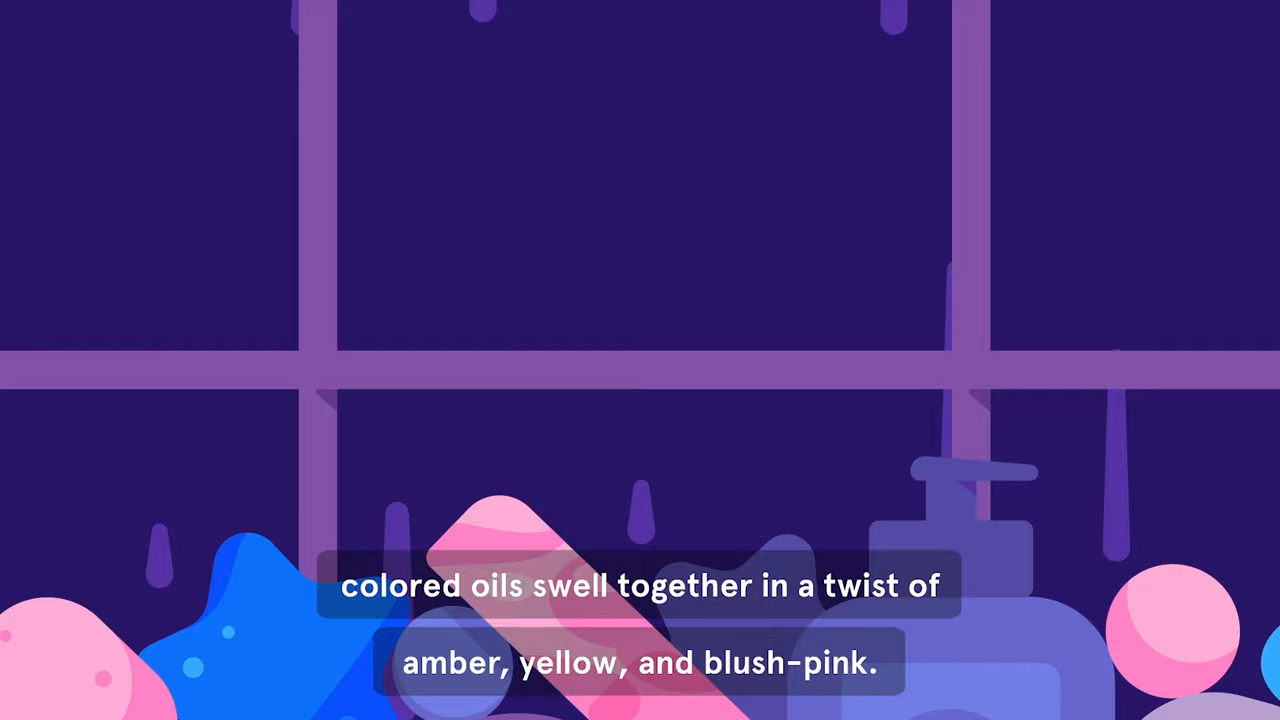 colored oils swell together in a twist of
amber, yellow, and blush-pink.